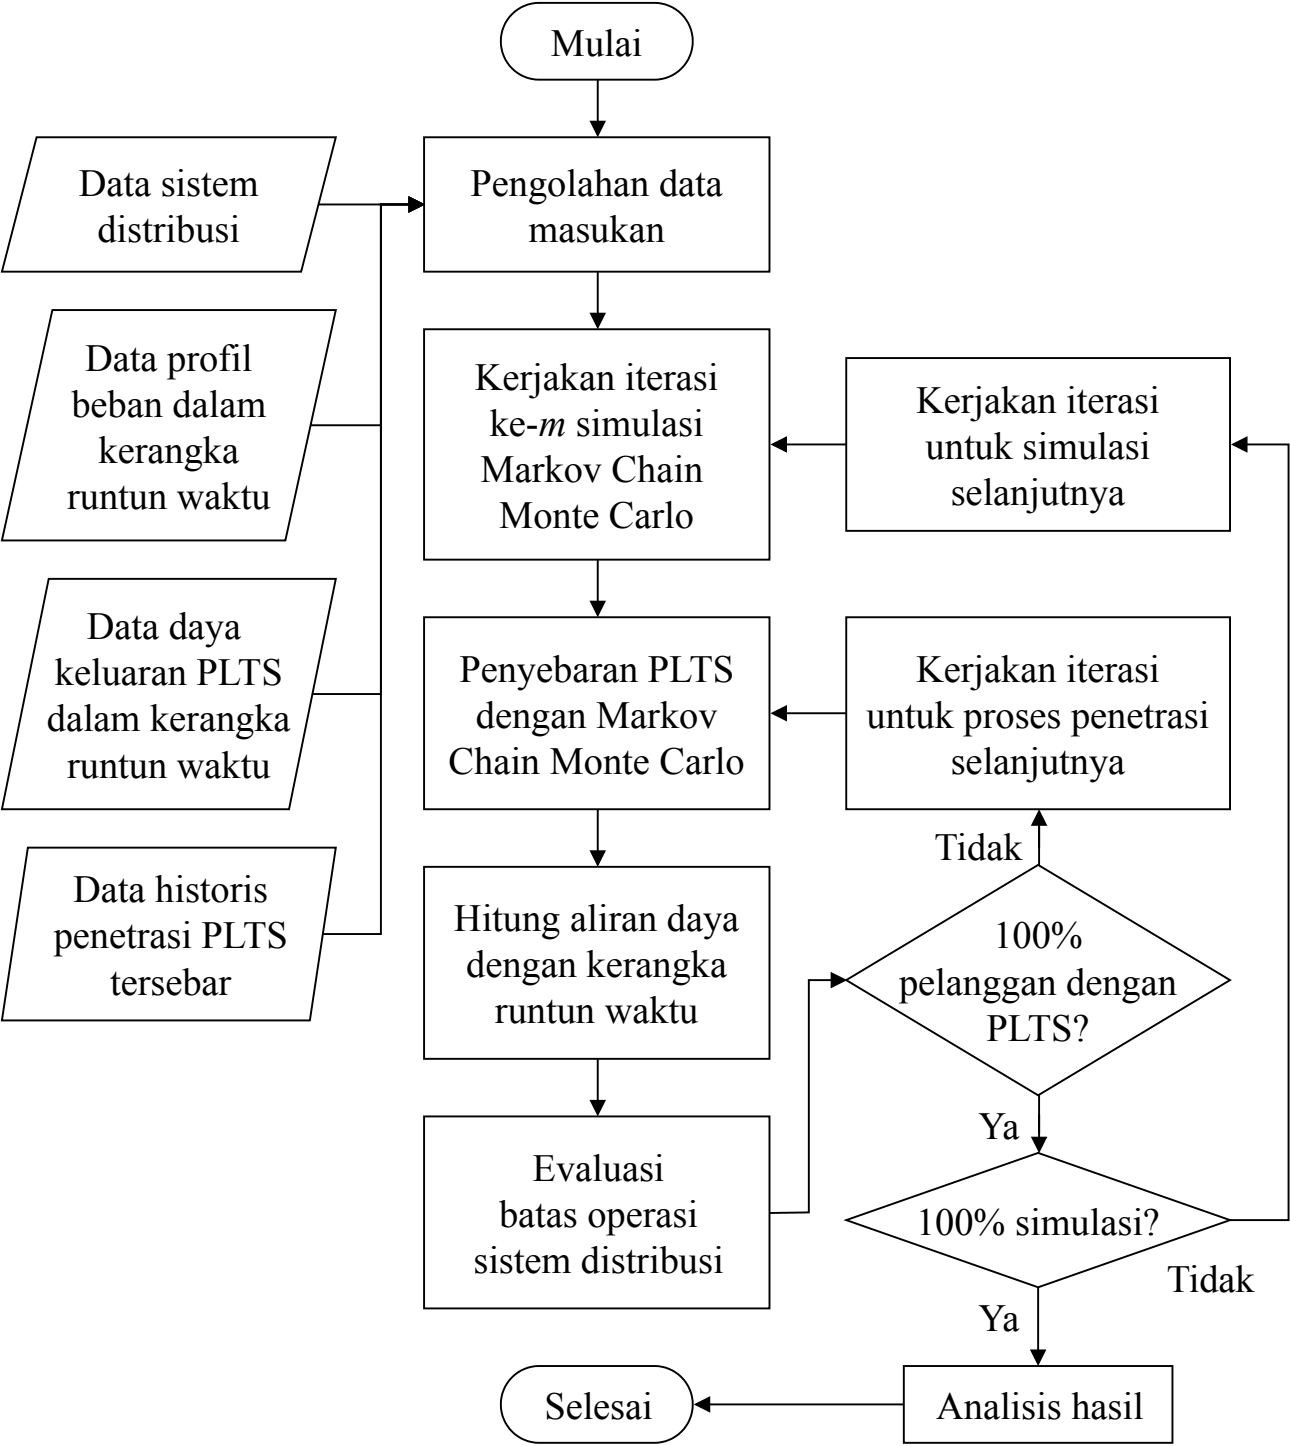 Mulai
Data sistem
distribusi
Pengolahan data
masukan
Data profil
beban dalam
kerangka
runtun waktu
Kerjakan iterasi
ke-m simulasi
Markov Chain
Monte Carlo
Kerjakan iterasi
untuk simulasi
selanjutnya
Data daya
keluaran PLTS
dalam kerangka
runtun waktu
Penyebaran PLTS
dengan Markov
Chain Monte Carlo
Kerjakan iterasi
untuk proses penetrasi
selanjutnya
Tidak
Data historis
penetrasi PLTS
tersebar
Hitung aliran daya
dengan kerangka
runtun waktu
100%
pelanggan dengan
PLTS?
Ya
Evaluasi
batas operasi
sistem distribusi
100% simulasi?
Tidak
Ya
Selesai
Analisis hasil